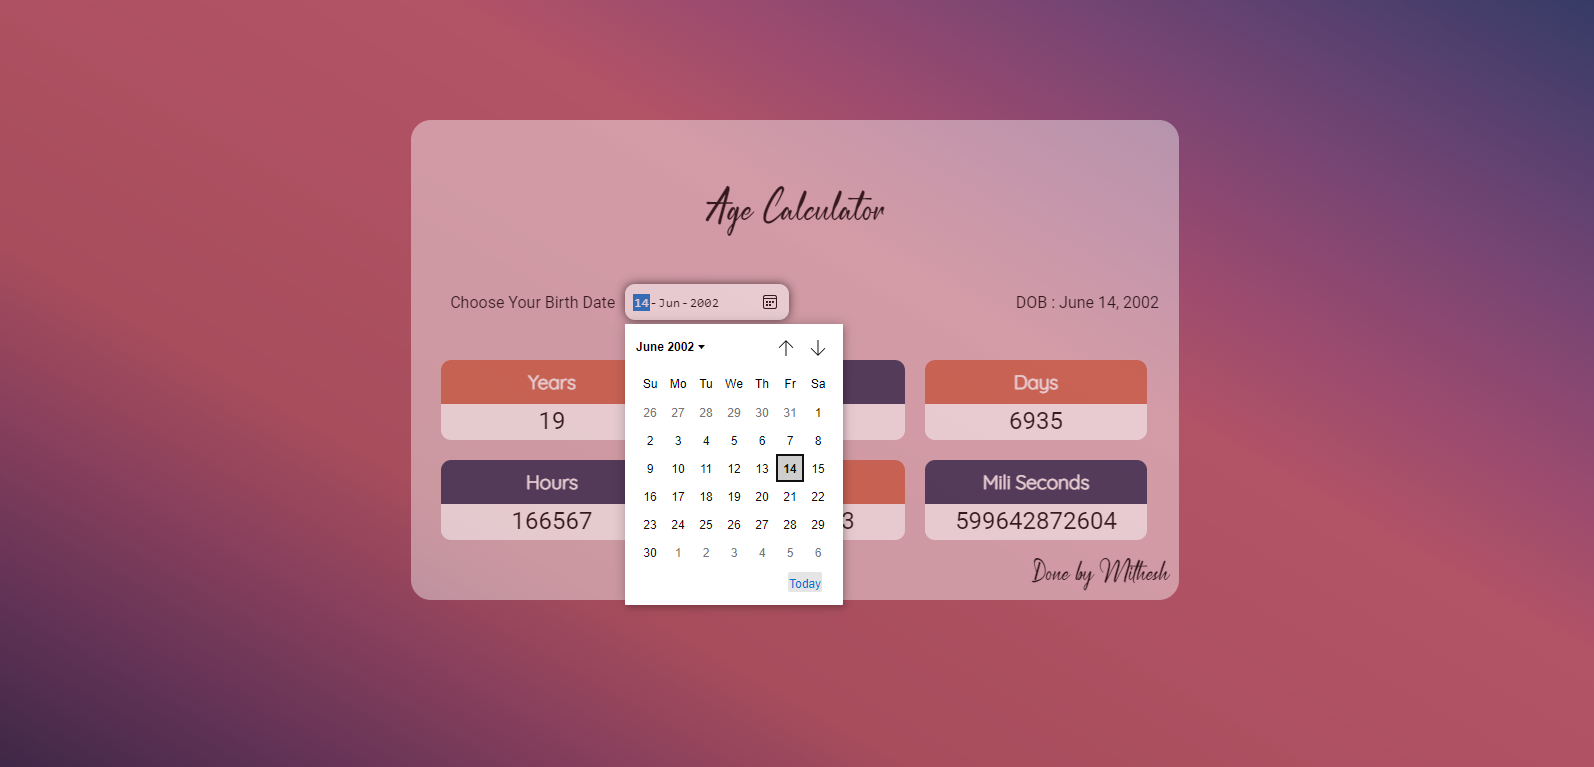 Age Calculator
Choose Your Birth Date 14-Jun-2002 DOB : June 14, 2002
June 2002
Su Mo Tu We Th Fr Sa
26 27 28 29 30 31 1
2 3 4 5 6 7 8
9 10 11 12 13 14 15
16 17 18 19 20 21 22
23 24 25 26 27 28 29
30 1 2 3 4 5 6
Today
Years
19
Days
6935
Hours
166567
3
Mili Seconds
599642872604
Done by Mithesh